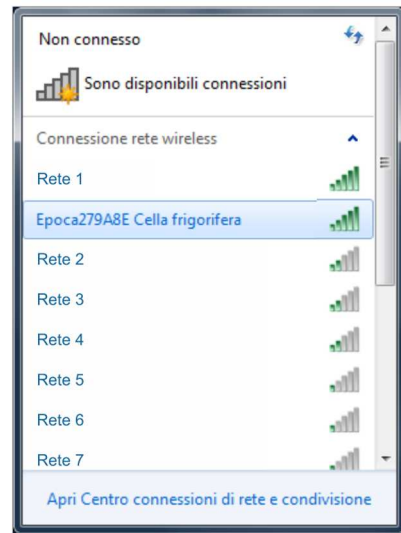 Non connesso
Sono disponibili connessioni
Connessione rete wireless
Rete 1
Epoca279A8E Cella frigorifera
Rete 2
Rete 3
Rete 4
Rete 5
Rete 6
Rete 7
Apri Centro connessioni di rete e condivisione